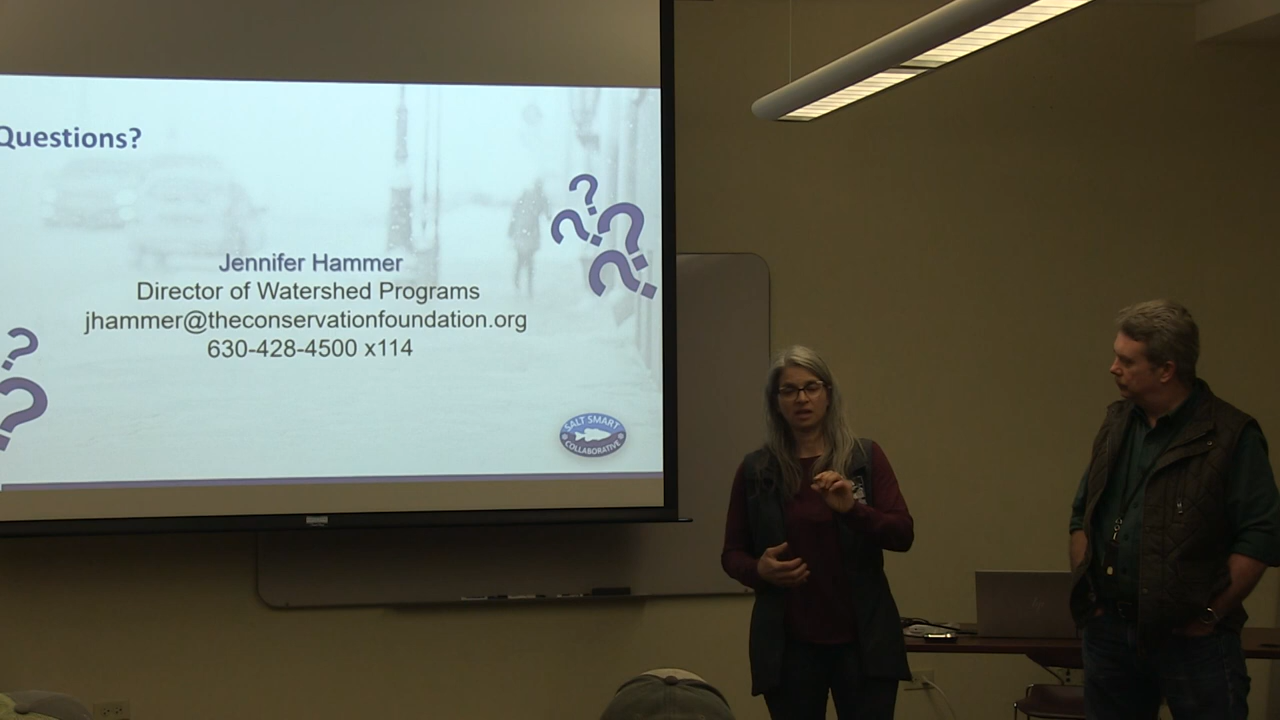 Questions?
Jennifer Hammer
Director of Watershed Programs
jhammer@theconservationfoundation.org
630-428-4500 x114
SALT SMART
COLLABORATIVE